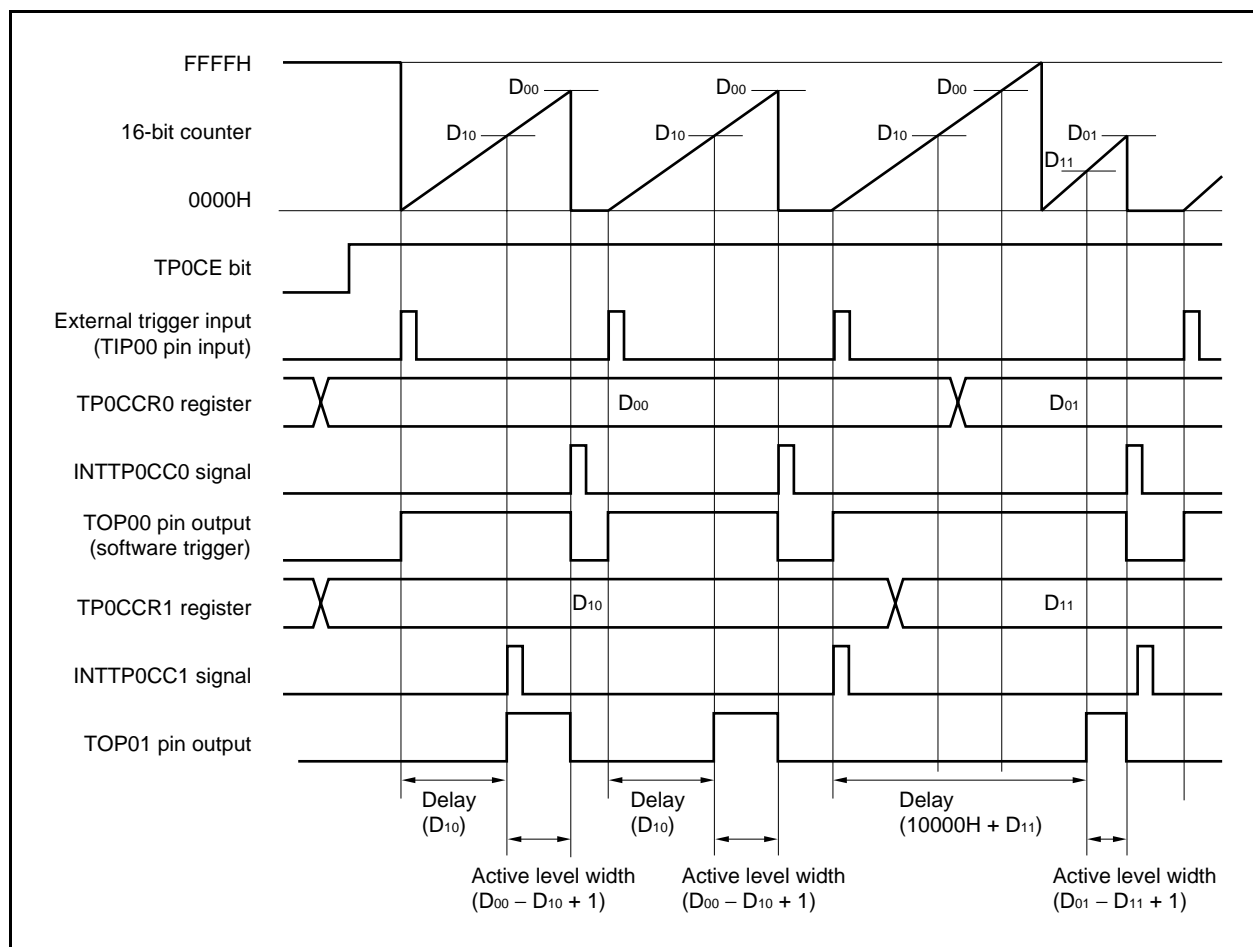 FFFFH
D00
D00
D00
16-bit counter
D10
D10
D10
D01
D11
0000H
TP0CE bit
External trigger input
(TIP00 pin input)
TP0CCR0 register
D00
D01
INTTP0CC0 signal
TOP00 pin output
(software trigger)
TP0CCR1 register
D10
D11
INTTP0CC1 signal
TOP01 pin output
Delay
(D10)
Delay
(D10)
Delay
(10000H + D11)
Active level width
(D00 − D10 + 1)
Active level width
(D00 − D10 + 1)
Active level width
(D01 − D11 + 1)